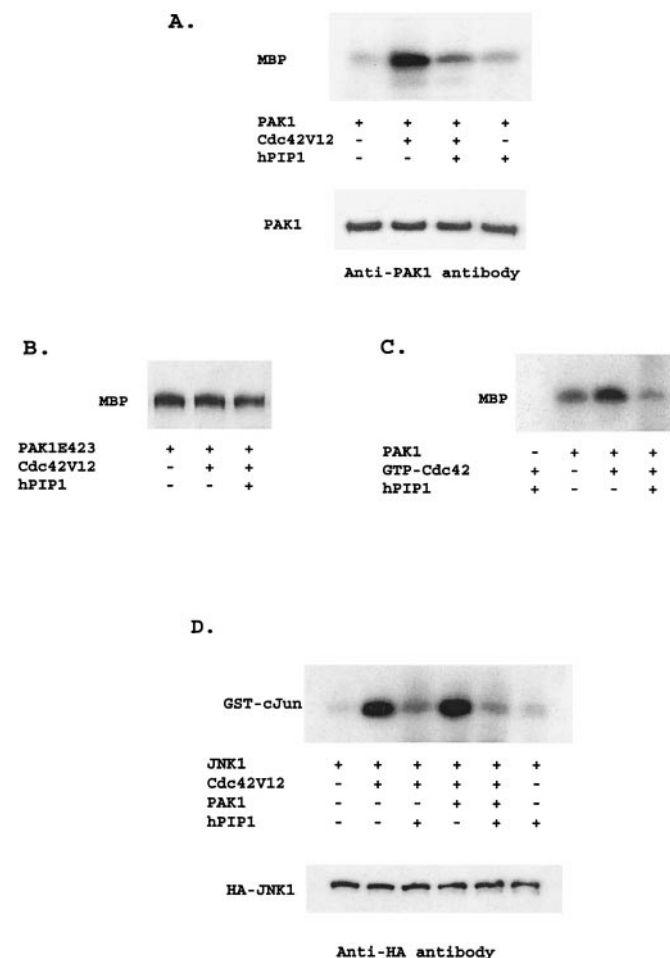 A.
MBP
PAK1 + + + +
Cdc42V12 - + + -
hPIP1 - - + +
PAK1
Anti-PAK1 antibody
B.
MBP
PAK1E423 + + +
Cdc42V12 - + +
hPIP1 - - +
C.
MBP
PAK1 - + + +
GTP-Cdc42 + - + +
hPIP1 + - - +
D.
GST-cJun
JNK1 + + + + + +
Cdc42V12 - + + + + -
PAK1 - - - + + -
hPIP1 - - + - + +
HA-JNK1
Anti-HA antibody